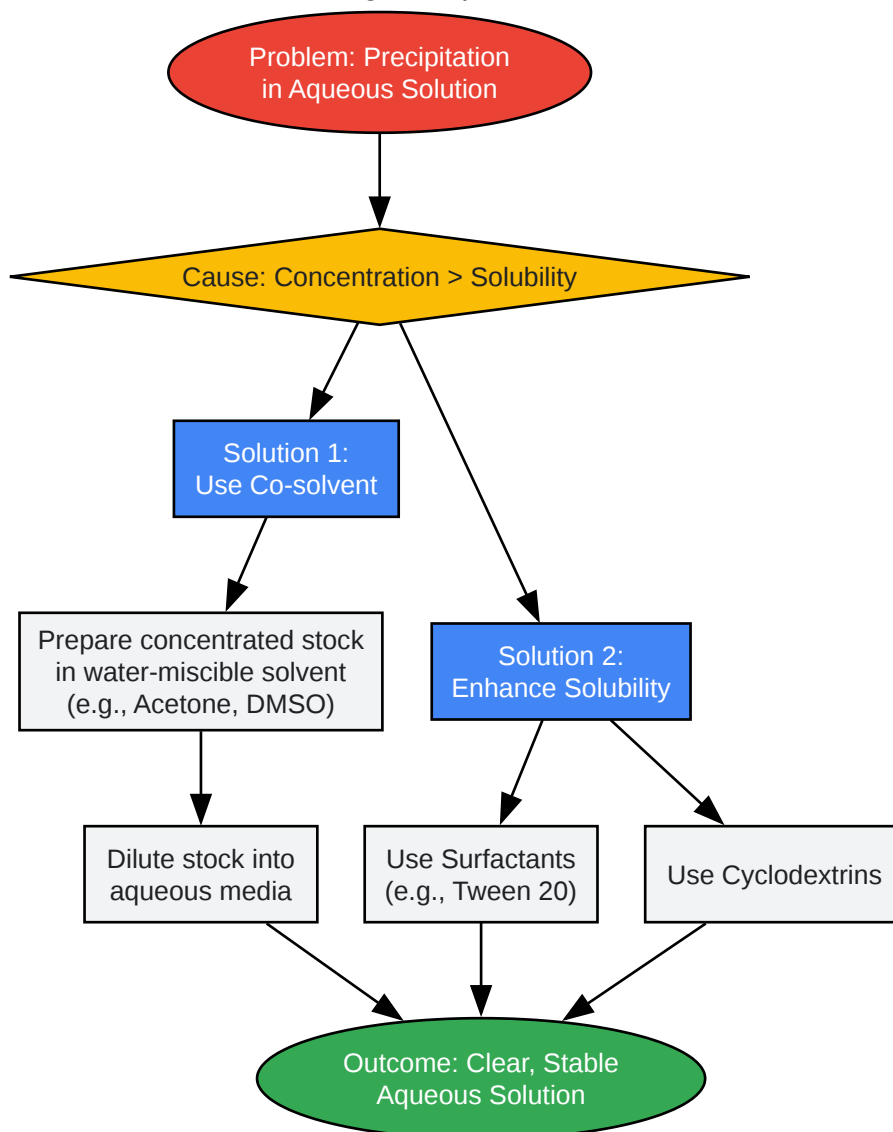 Problem: Precipitation
in Aqueous Solution
Cause: Concentration > Solubility
Solution 1:
Use Co-solvent
Prepare concentrated stock
in water-miscible solvent
(e.g., Acetone, DMSO)
Solution 2:
Enhance Solubility
Dilute stock into
aqueous media
Use Surfactants
(e.g., Tween 20)
Use Cyclodextrins
Outcome: Clear, Stable
Aqueous Solution